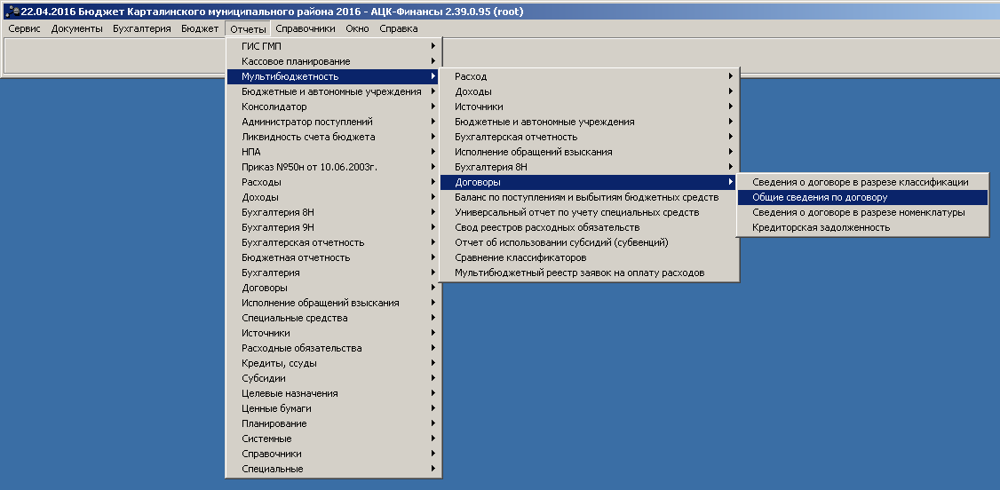 22.04.2016 Бюджет Карталинского муниципального района 2016 - АЦК-Финансы 2.39.0.95 (root)
Сервис Документы Бухгалтерия Бюджет Отчеты Справочники Окно Справка
ГИС ГМП
Кассовое планирование
Мультибюджетность
Бюджетные и автономные учреждения
Консолидатор
Администратор поступлений
Ликвидность счета бюджета
НПА
Приказ №50н от 10.06.2003г.
Расходы
Доходы
Бухгалтерия 8Н
Бухгалтерия 9Н
Бухгалтерская отчетность
Бюджетная отчетность
Бухгалтерия
Договоры
Исполнение обращений взыскания
Специальные средства
Источники
Расходные обязательства
Кредиты, ссуды
Субсидии
Целевые назначения
Ценные бумаги
Планирование
Системные
Справочники
Специальные
Расход
Доходы
Источники
Бюджетные и автономные учреждения
Бухгалтерская отчетность
Исполнение обращений взыскания
Бухгалтерия 8Н
Договоры
Баланс по поступлениям и выбытиям бюджетных средств
Универсальный отчет по учету специальных средств
Свод реестров расходных обязательств
Отчет об использовании субсидий (субвенций)
Сравнение классификаторов
Мультибюджетный реестр заявок на оплату расходов
Сведения о договоре в разрезе классификации
Общие сведения по договору
Сведения о договоре в разрезе номенклатуры
Кредиторская задолженность